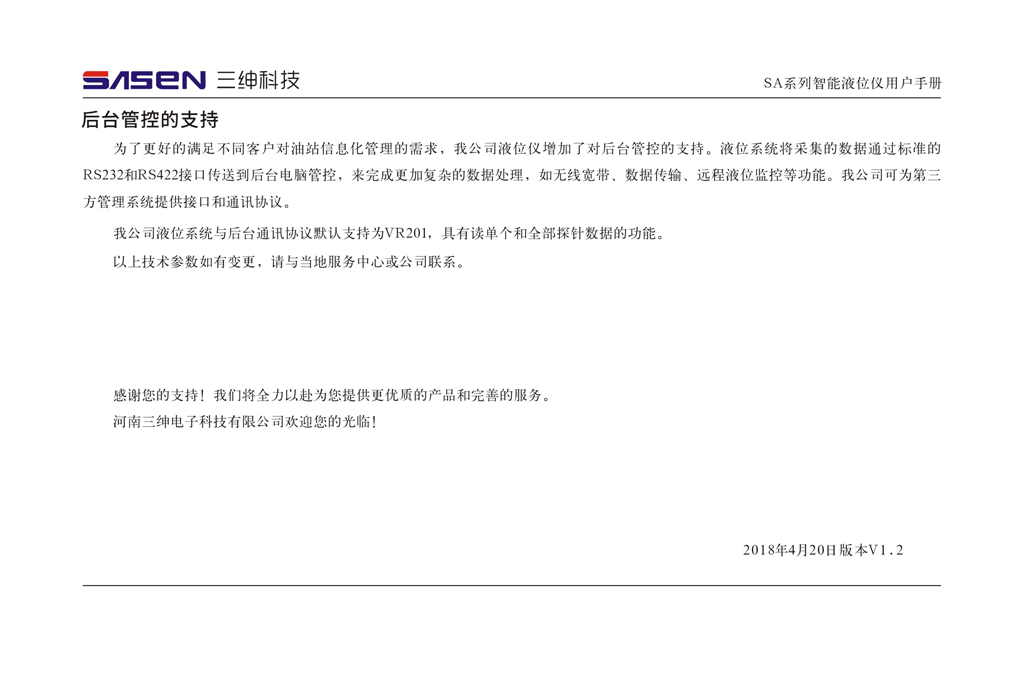 SASEN 三绅科技
SA系列智能液位仪用户手册
后台管控的支持
为了更好的满足不同客户对油站信息化管理的需求，我公司液位仪增加了对后台管控的支持。液位系统将采集的数据通过标准的
RS232和RS422接口传送到后台电脑管控，来完成更加复杂的数据处理，如无线宽带、数据传输、远程液位监控等功能。我公司可为第三
方管理系统提供接口和通讯协议。
我公司液位系统与后台通讯协议默认支持为VR201，具有读单个和全部探针数据的功能。
以上技术参数如有变更，请与当地服务中心或公司联系。
感谢您的支持！我们将全力以赴为您提供更优质的产品和完善的服务。
河南三绅电子科技有限公司欢迎您的光临！
2018年4月20日版本V1.2